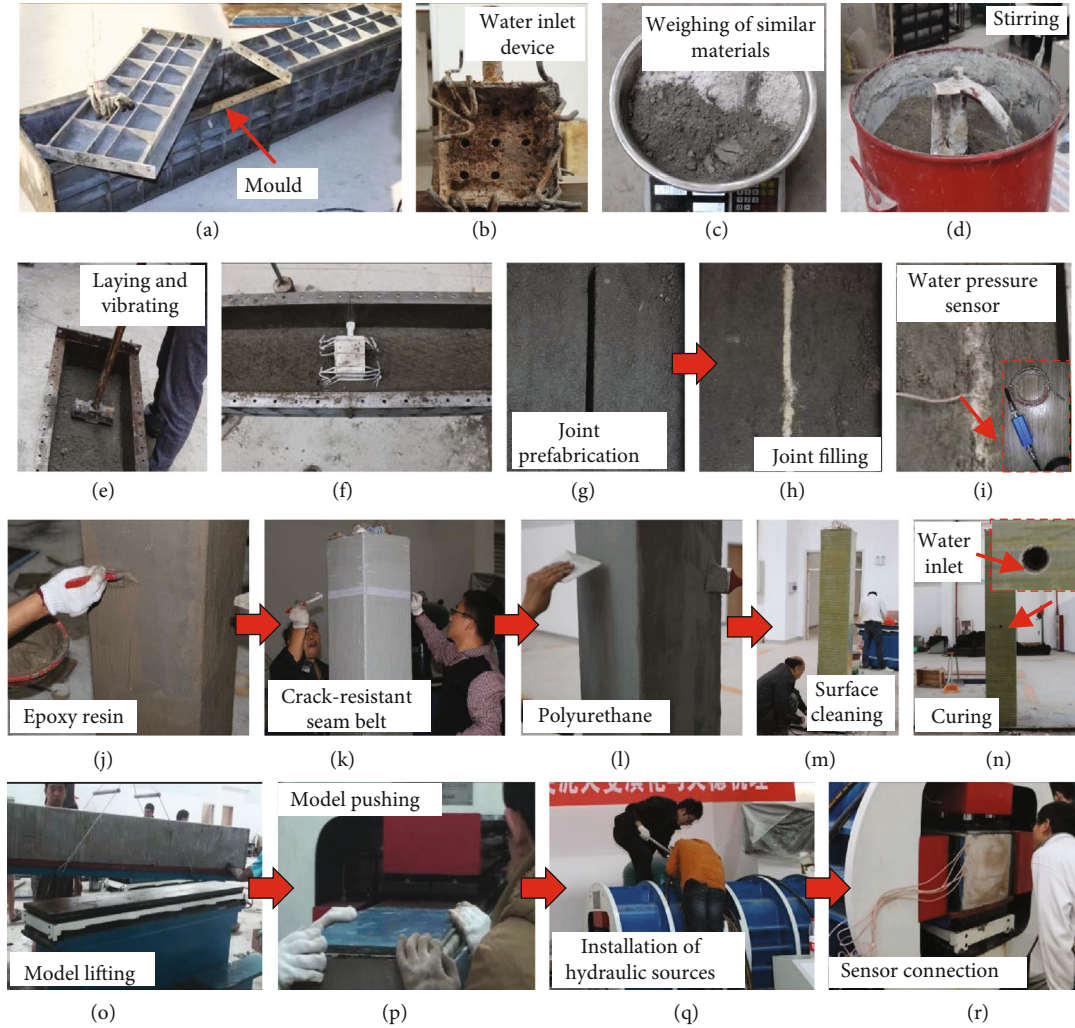 Water inlet
device
Weighing of similar
materials
Stirring
Mould
(a)
(b)
(c)
(d)
Laying and
vibrating
Water pressure
sensor
Joint
prefabrication
Joint filling
(e)
(f)
(g)
(h)
(i)
Water
inlet
Epoxy resin
Crack-resistant
seam belt
Polyurethane
Surface
cleaning
Curing
(j)
(k)
(l)
(m)
(n)
Model pushing
Model lifting
Installation of
hydraulic sources
Sensor connection
(o)
(p)
(q)
(r)